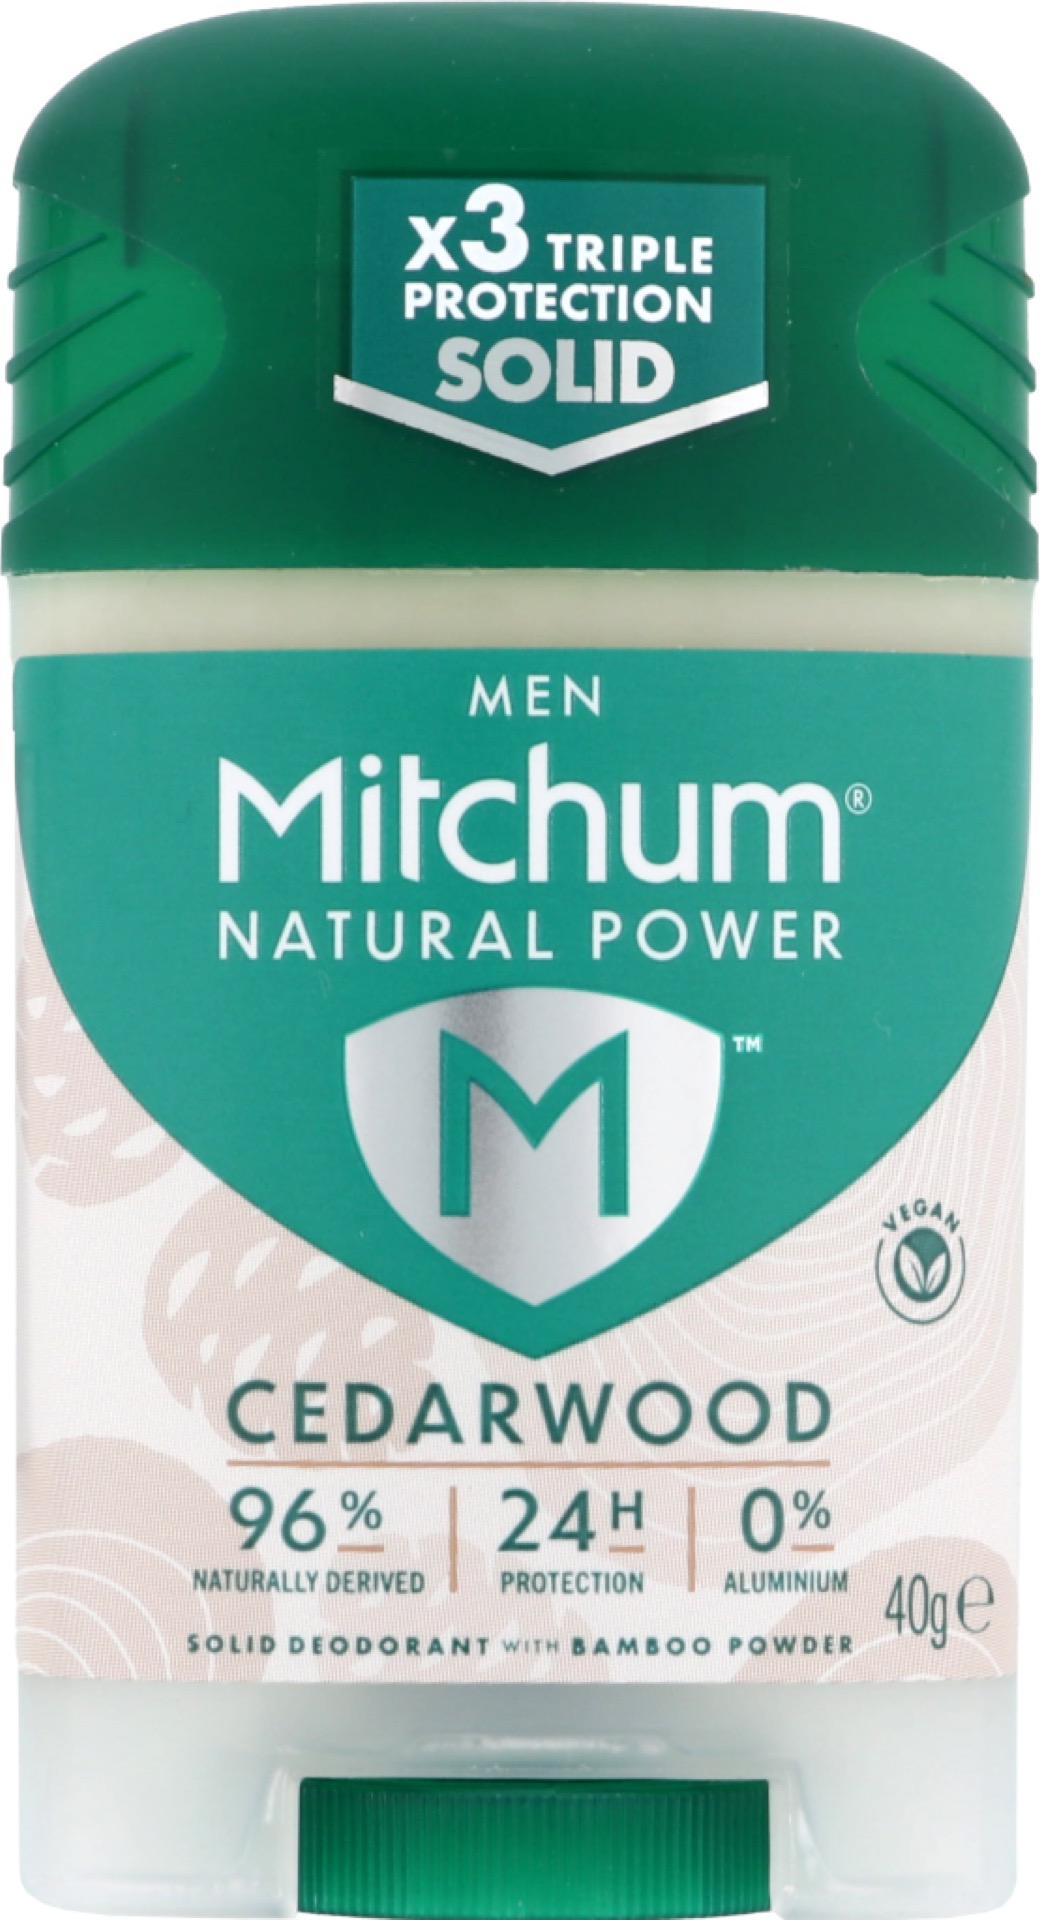 x3 TRIPLE
PROTECTION
SOLID
MEN
Mitchum®
NATURAL POWER
M™
VEGAN
CEDARWOOD
96% 24H 0%
NATURALLY DERIVED PROTECTION ALUMINIUM
40g℮
SOLID DEODORANT WITH BAMBOO POWDER